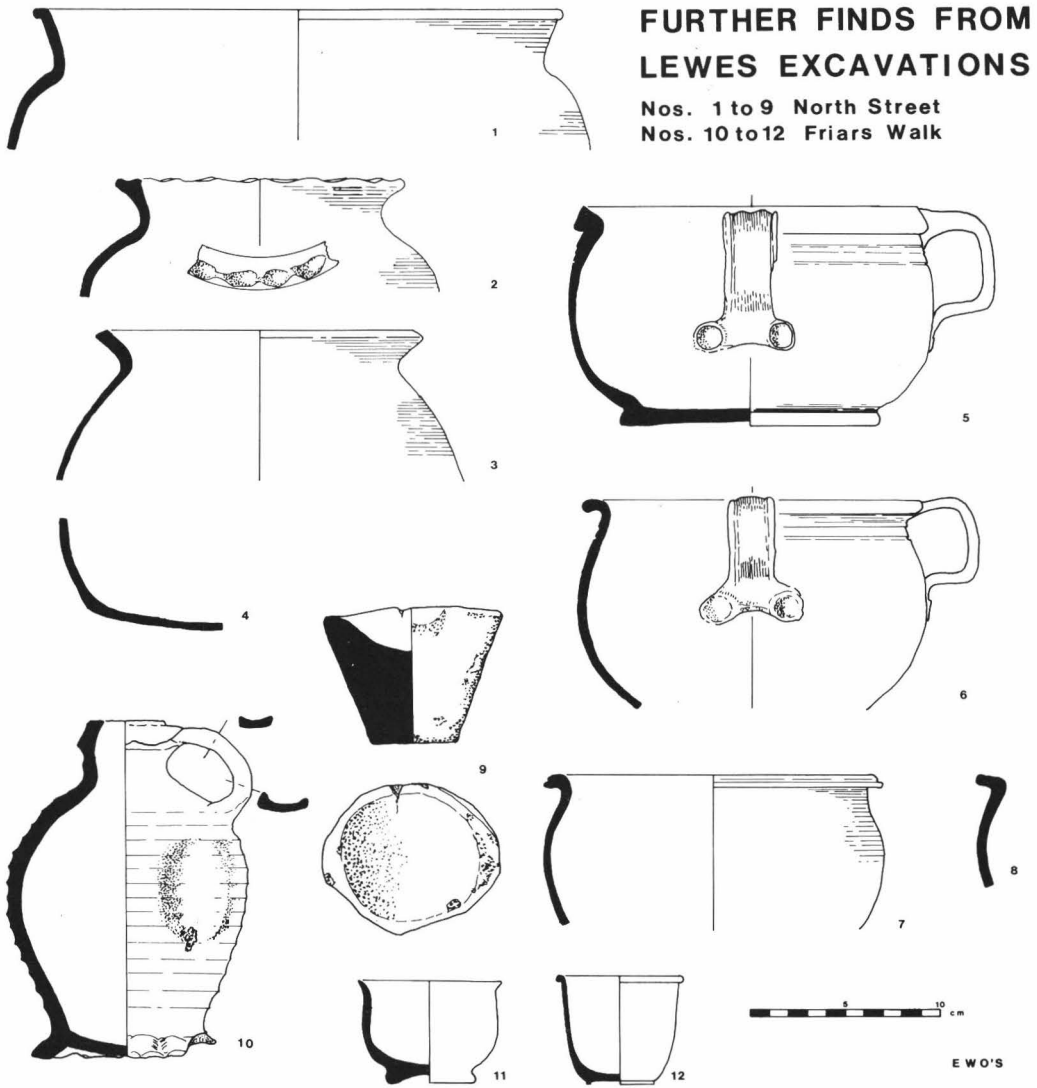 FURTHER FINDS FROM
LEWES EXCAVATIONS
Nos. 1 to 9 North Street
Nos. 10 to 12 Friars Walk
1
2
3
4
5
6
9
10
7
8
11
12
5 10 cm
E WO'S